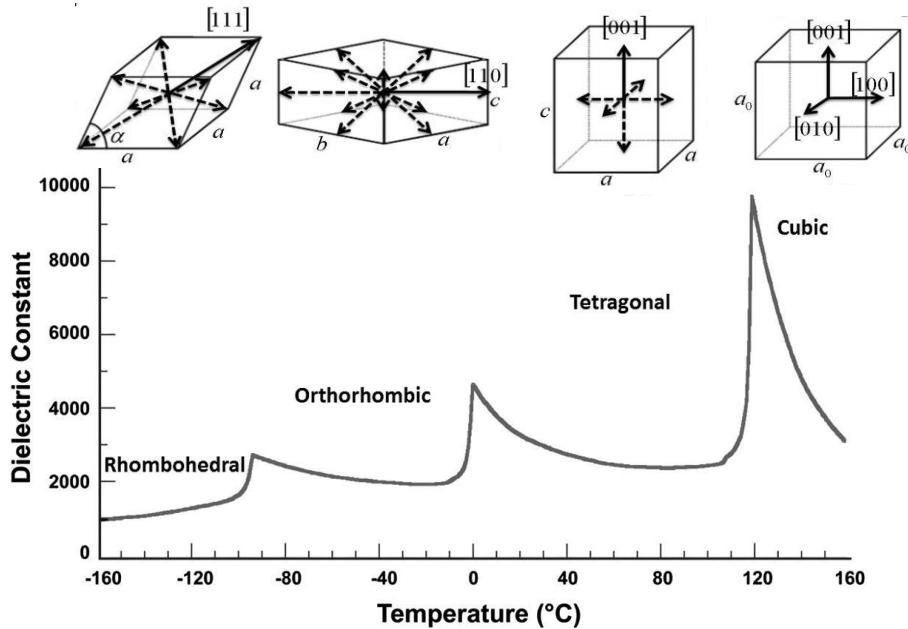 [111]
a
a
a
α
[110]
c
b
a
[001]
c
a
a
[001]
[100]
[010]
a₀
a₀
a₀
Dielectric Constant
10000
8000
6000
4000
2000
0
Rhombohedral
Orthorhombic
Tetragonal
Cubic
-160
-120
-80
-40
0
40
80
120
160
Temperature (°C)